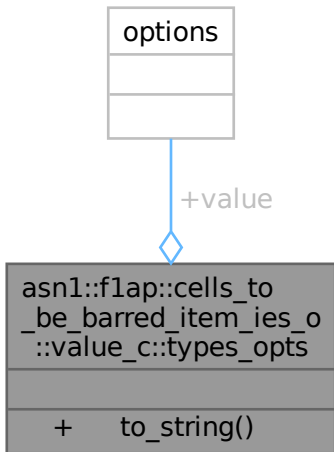 options
+value
asn1::f1ap::cells_to
_be_barred_item_ies_o
::value_c::types_opts
+ to_string()